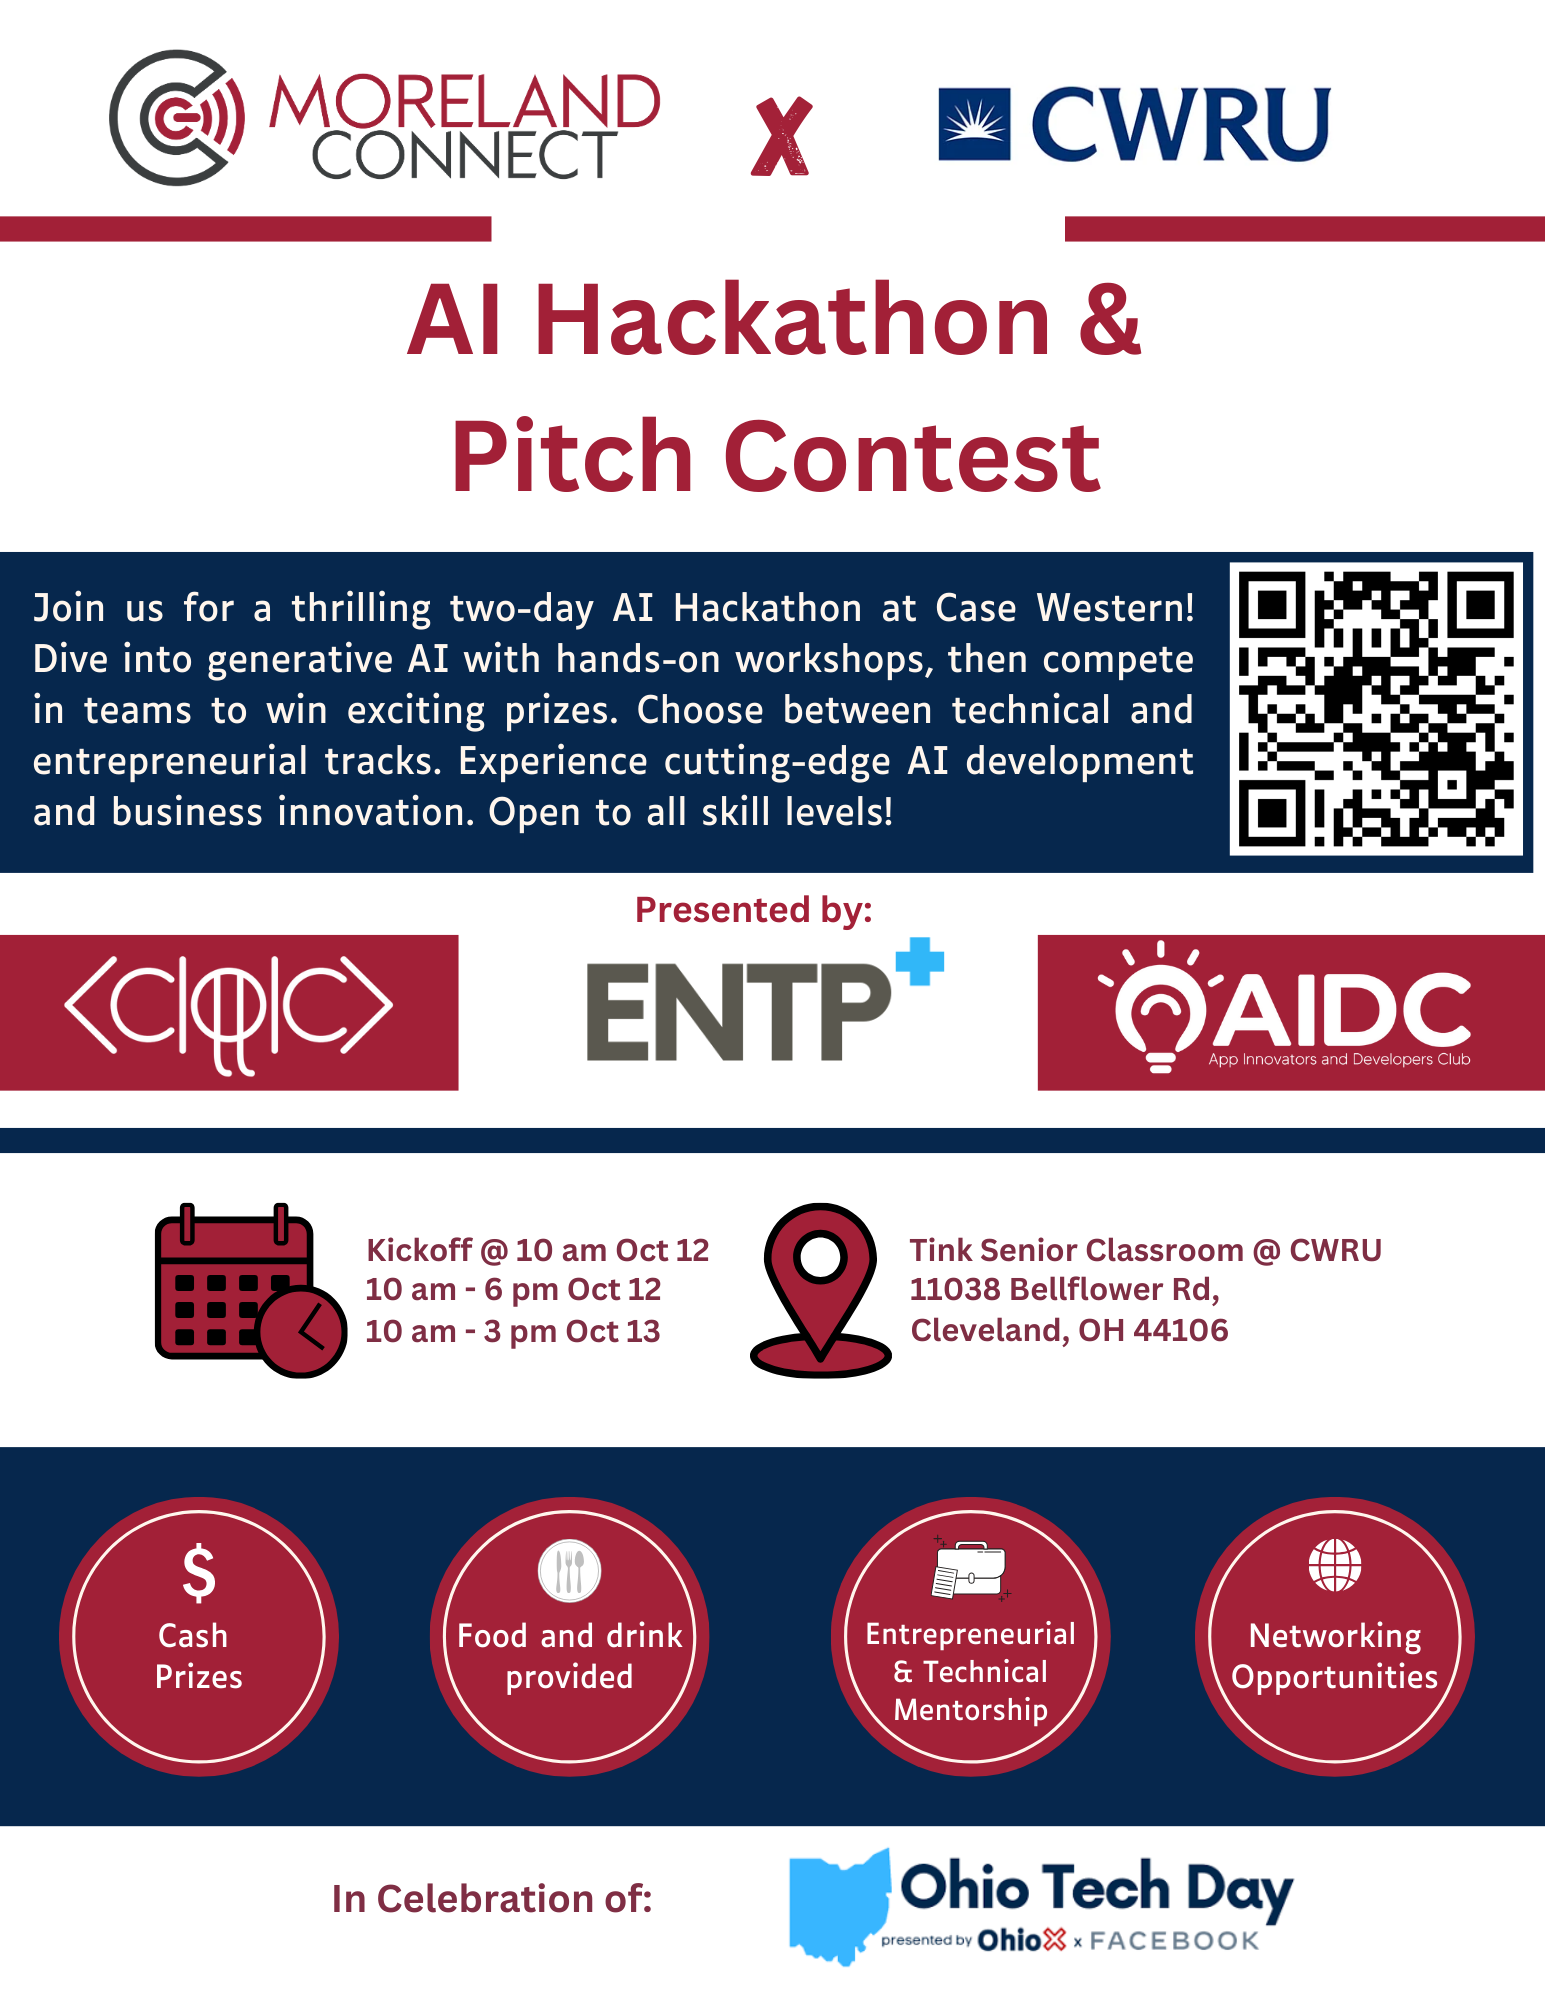 MORELAND
CONNECT
X
CWRU
AI Hackathon &
Pitch Contest
Join us for a thrilling two-day AI Hackathon at Case Western!
Dive into generative AI with hands-on workshops, then compete
in teams to win exciting prizes. Choose between technical and
entrepreneurial tracks. Experience cutting-edge AI development
and business innovation. Open to all skill levels!
Presented by:
ENTP+
AIDC
App Innovators and Developers Club
Kickoff @ 10 am Oct 12
10 am - 6 pm Oct 12
10 am - 3 pm Oct 13
Tink Senior Classroom @ CWRU
11038 Bellflower Rd,
Cleveland, OH 44106
$
Cash
Prizes
Food and drink
provided
Entrepreneurial
& Technical
Mentorship
Networking
Opportunities
In Celebration of:
Ohio Tech Day
presented by OhioX x FACEBOOK